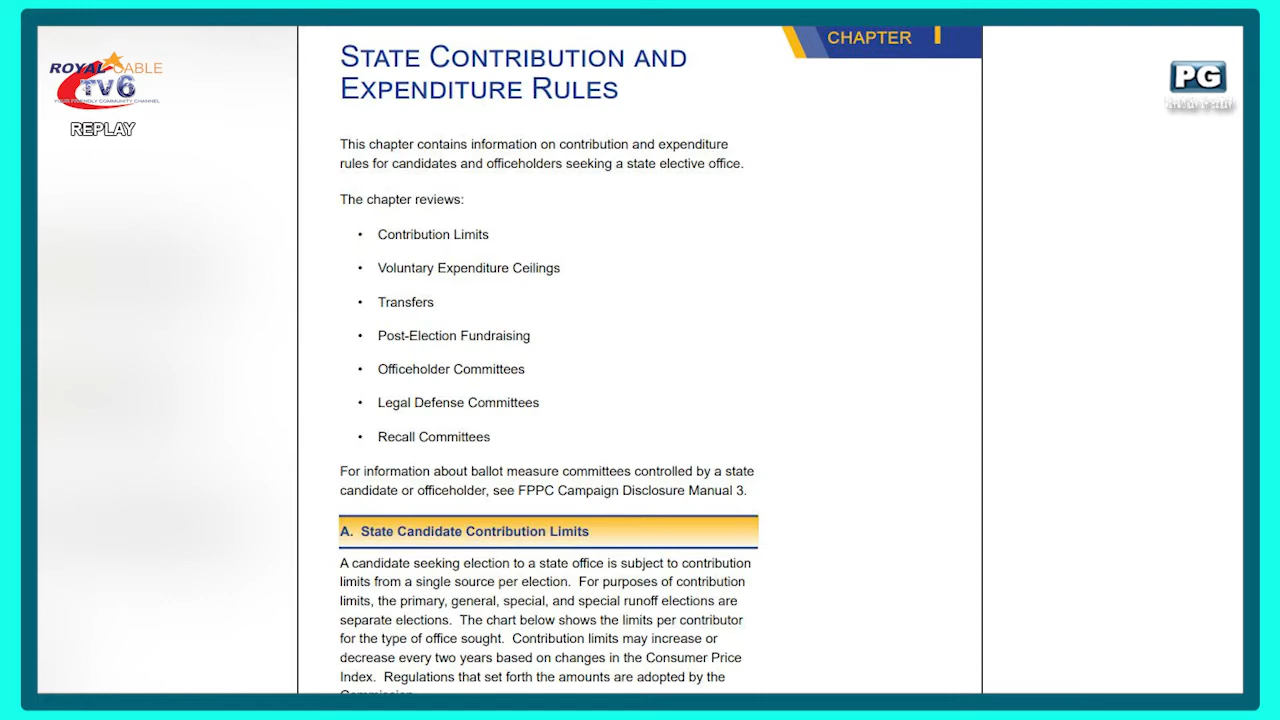 CHAPTER 1
STATE CONTRIBUTION AND
EXPENDITURE RULES
ROYAL CABLE
TV6
YOUR FRIENDLY COMMUNITY CHANNEL
REPLAY
PG
This chapter contains information on contribution and expenditure
rules for candidates and officeholders seeking a state elective office.
The chapter reviews:
• Contribution Limits
• Voluntary Expenditure Ceilings
• Transfers
• Post-Election Fundraising
• Officeholder Committees
• Legal Defense Committees
• Recall Committees
For information about ballot measure committees controlled by a state
candidate or officeholder, see FPPC Campaign Disclosure Manual 3.
A. State Candidate Contribution Limits
A candidate seeking election to a state office is subject to contribution
limits from a single source per election. For purposes of contribution
limits, the primary, general, special, and special runoff elections are
separate elections. The chart below shows the limits per contributor
for the type of office sought. Contribution limits may increase or
decrease every two years based on changes in the Consumer Price
Index. Regulations that set forth the amounts are adopted by the